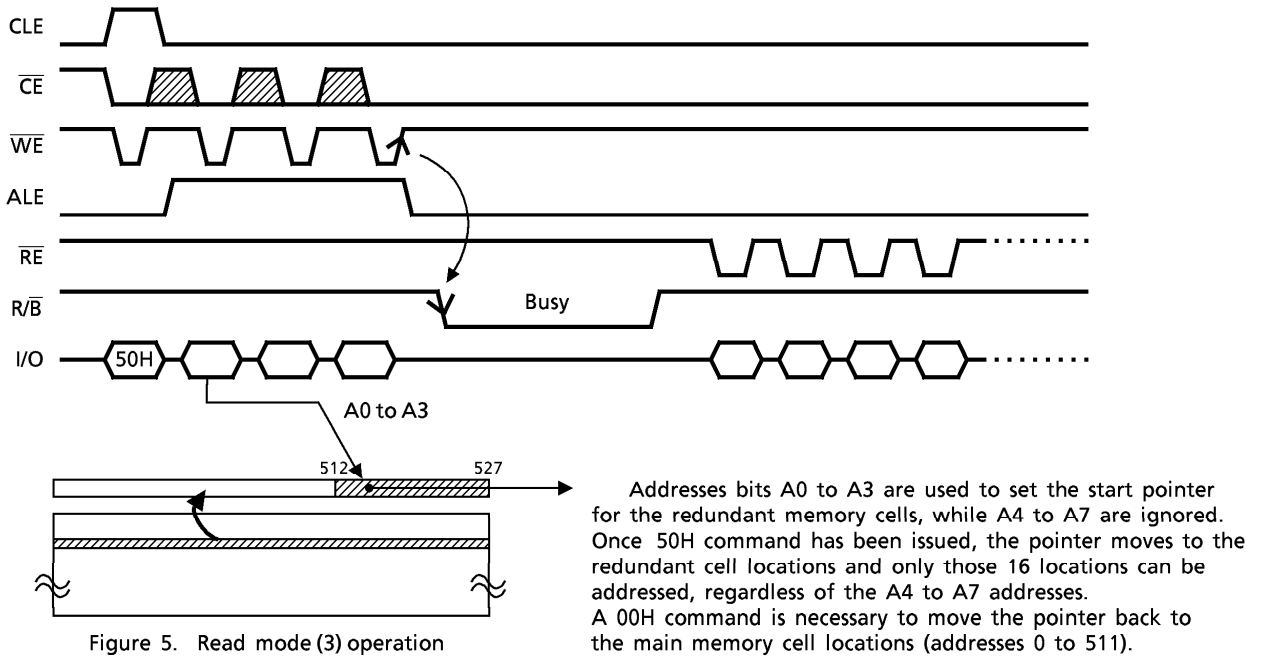 CLE
CE
WE
ALE
RE
R/B
Busy
I/O
50H
A0 to A3
512
527
Addresses bits A0 to A3 are used to set the start pointer
for the redundant memory cells, while A4 to A7 are ignored.
Once 50H command has been issued, the pointer moves to the
redundant cell locations and only those 16 locations can be
addressed, regardless of the A4 to A7 addresses.
A 00H command is necessary to move the pointer back to
the main memory cell locations (addresses 0 to 511).
Figure 5. Read mode (3) operation